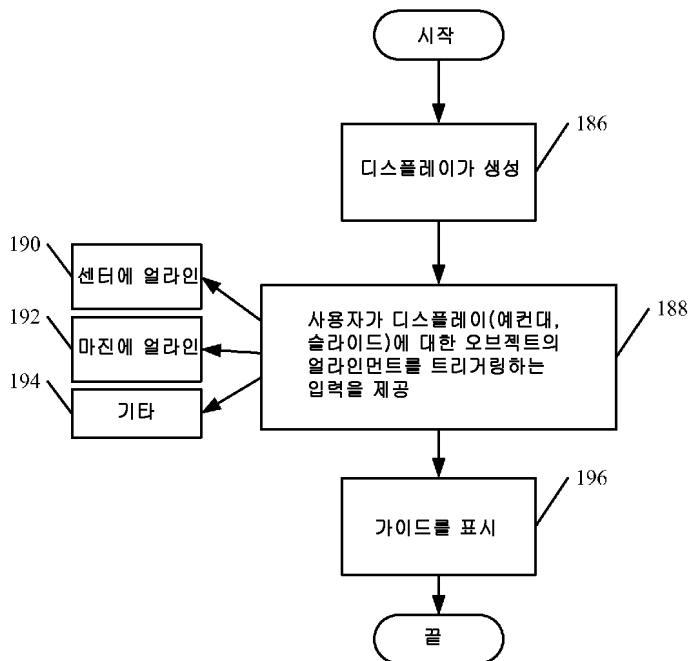 시작
186
디스플레이가 생성
190
센터에 얼라인
192
마진에 얼라인
194
기타
사용자가 디스플레이(예컨대,
슬라이드)에 대한 오브젝트의
얼라인먼트를 트리거링하는
입력을 제공
188
196
가이드를 표시
끝